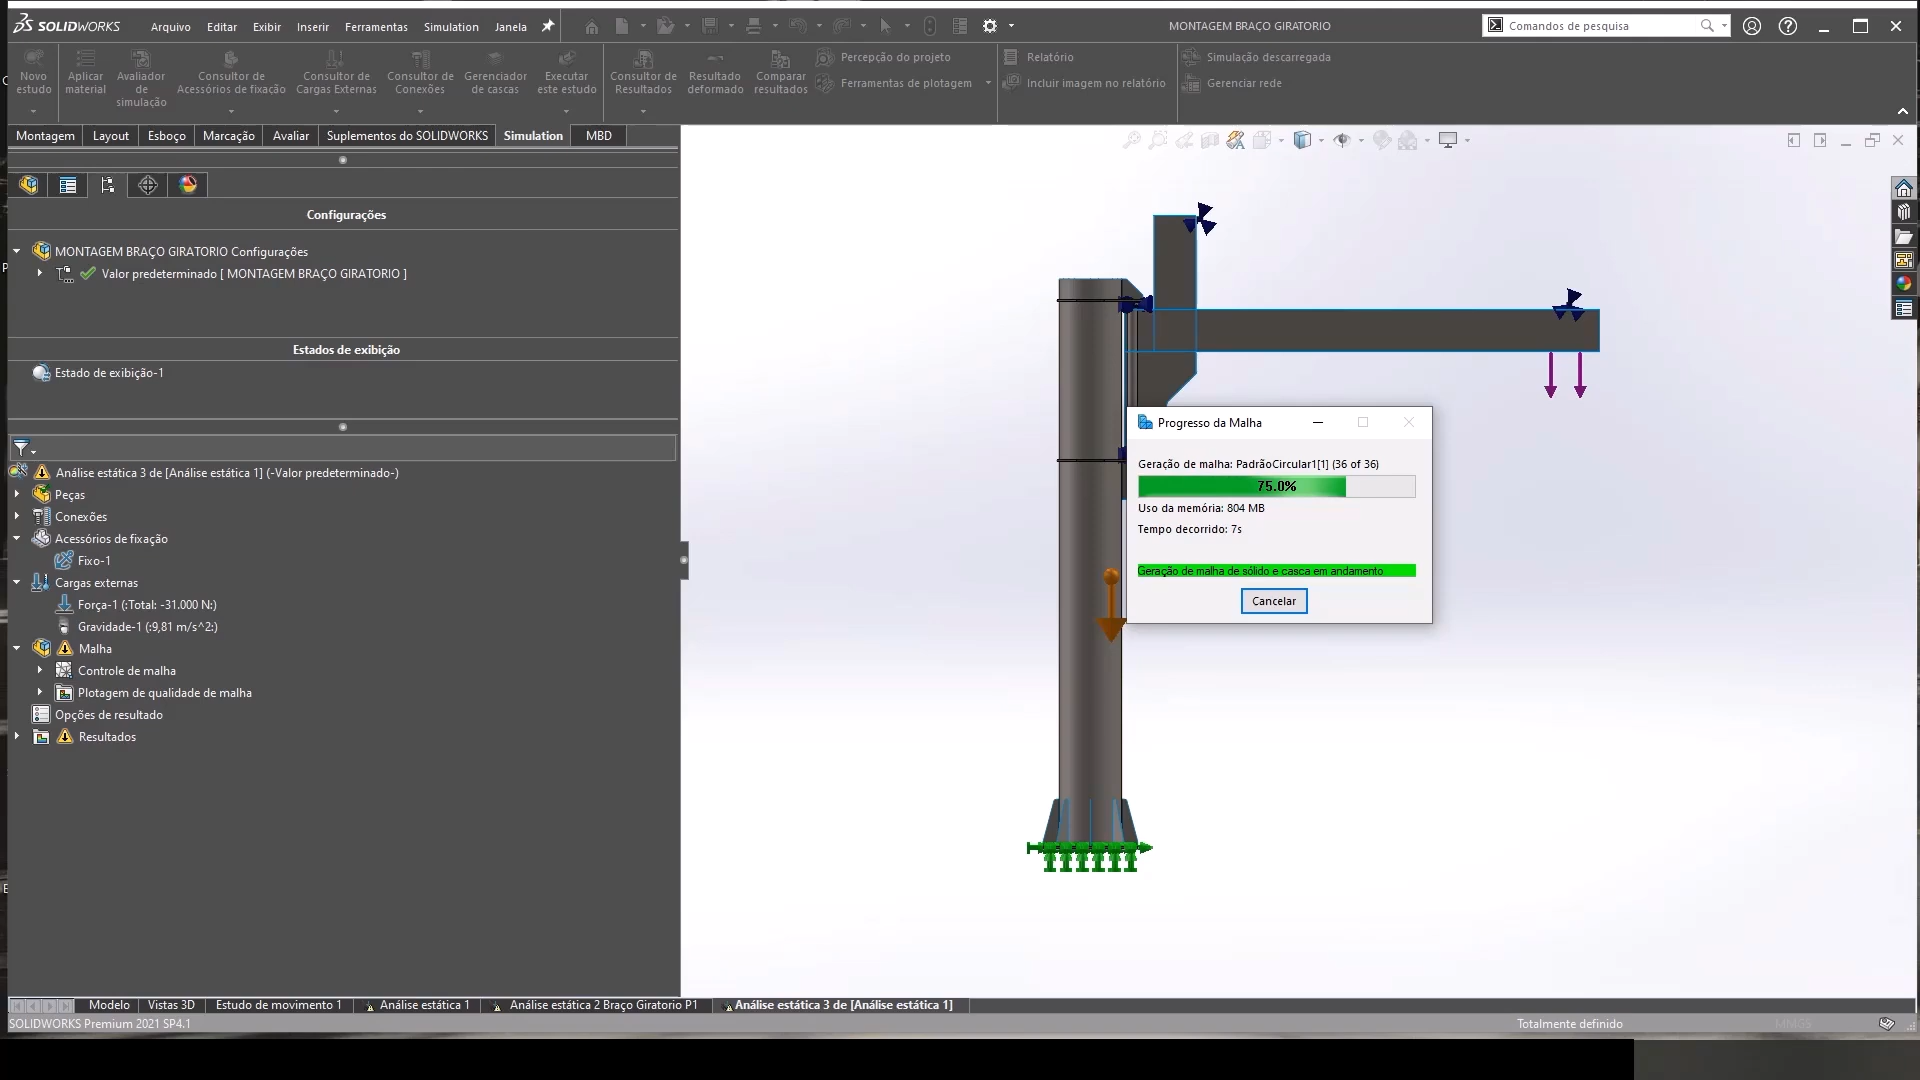 SOLIDWORKS
Arquivo Editar Exibir Inserir Ferramentas Simulation Janela
MONTAGEM BRAÇO GIRATORIO
Comandos de pesquisa
Novo estudo
Aplicar material
Avaliador de simulação
Consultor de Acessórios de fixação
Consultor de Cargas Externas
Consultor de Conexões
Gerenciador de cascas
Executar este estudo
Consultor de Resultados
Resultado deformado
Comparar resultados
Percepção do projeto
Ferramentas de plotagem
Relatório
Incluir imagem no relatório
Simulação descarregada
Gerenciar rede
Montagem Layout Esboço Marcação Avaliar Suplementos do SOLIDWORKS Simulation MBD
Configurações
MONTAGEM BRAÇO GIRATORIO Configurações
Valor predeterminado [ MONTAGEM BRAÇO GIRATORIO ]
Estados de exibição
Estado de exibição-1
Análise estática 3 de [Análise estática 1] (-Valor predeterminado-)
Peças
Conexões
Acessórios de fixação
Fixo-1
Cargas externas
Força-1 (:Total: -31.000 N:)
Gravidade-1 (:9,81 m/s^2:)
Malha
Controle de malha
Plotagem de qualidade de malha
Opções de resultado
Resultados
Progresso da Malha
Geração de malha: PadrãoCircular1[1] (36 of 36)
75.0%
Uso da memória: 804 MB
Tempo decorrido: 7s
Geração de malha de sólido e casca em andamento
Cancelar
Modelo Vistas 3D Estudo de movimento 1 Análise estática 1 Análise estática 2 Braço Giratorio P1 Análise estática 3 de [Análise estática 1]
SOLIDWORKS Premium 2021 SP4.1
Totalmente definido
MMGS